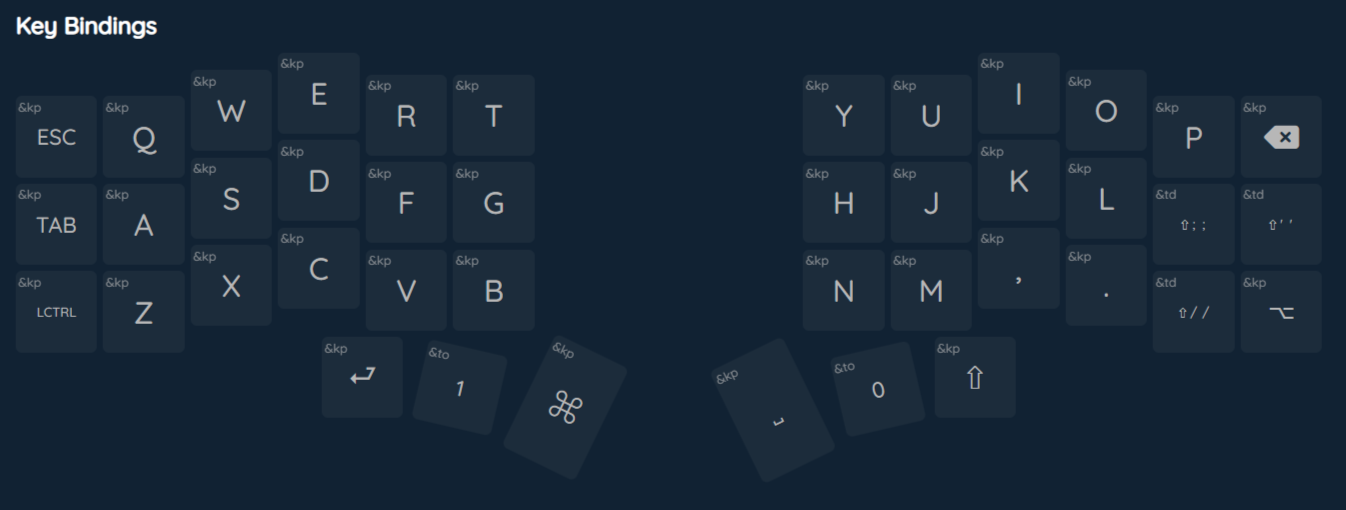 Key Bindings
&kp &kp &kp &kp &kp &kp &kp &kp &kp &kp &kp &kp
ESC Q W E R T Y U I O P ⌫
&kp &kp &kp &kp &kp &kp &kp &kp &kp &kp &td &td
TAB A S D F G H J K L ⇧;; ⇧''
&kp &kp &kp &kp &kp &kp &kp &kp &kp &kp &td &kp
LCTRL Z X C V B N M , . ⇧// ⌥
&kp &to &kp &kp &to &kp
⏎ 1 ⌘ ⎵ 0 ⇧